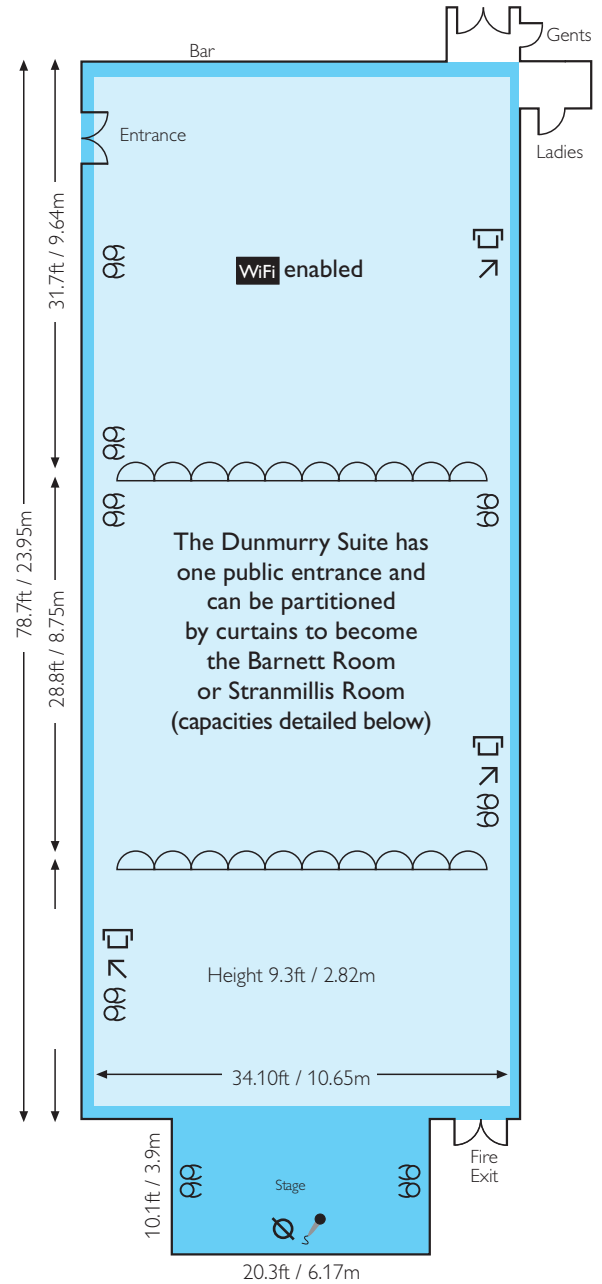 Gents
Bar
Entrance
Ladies
31.7ft / 9.64m
WiFi enabled
78.7ft / 23.95m
28.8ft / 8.75m
The Dunmurry Suite has
one public entrance and
can be partitioned
by curtains to become
the Barnett Room
or Stranmillis Room
(capacities detailed below)
Height 9.3ft / 2.82m
34.10ft / 10.65m
10.1ft / 3.9m
Stage
Fire
Exit
20.3ft / 6.17m